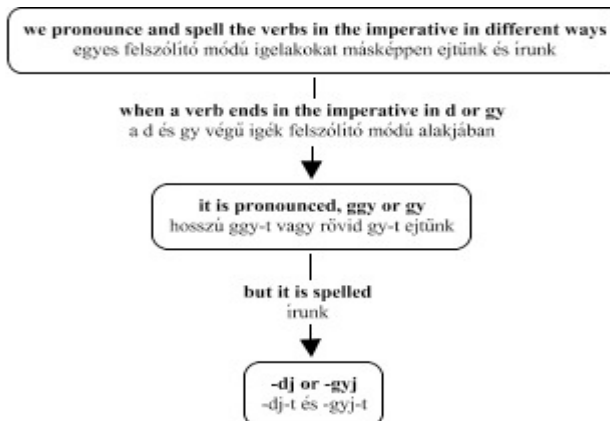 we pronounce and spell the verbs in the imperative in different ways
egyes felszólító módú igelakokat másképpen ejtünk és írunk
when a verb ends in the imperative in d or gy
a d és gy végű igék felszólító módú alakjában
it is pronounced, ggy or gy
hosszú ggy-t vagy rövid gy-t ejtünk
but it is spelled
írunk
-dj or -gyj
-dj-t és -gyj-t